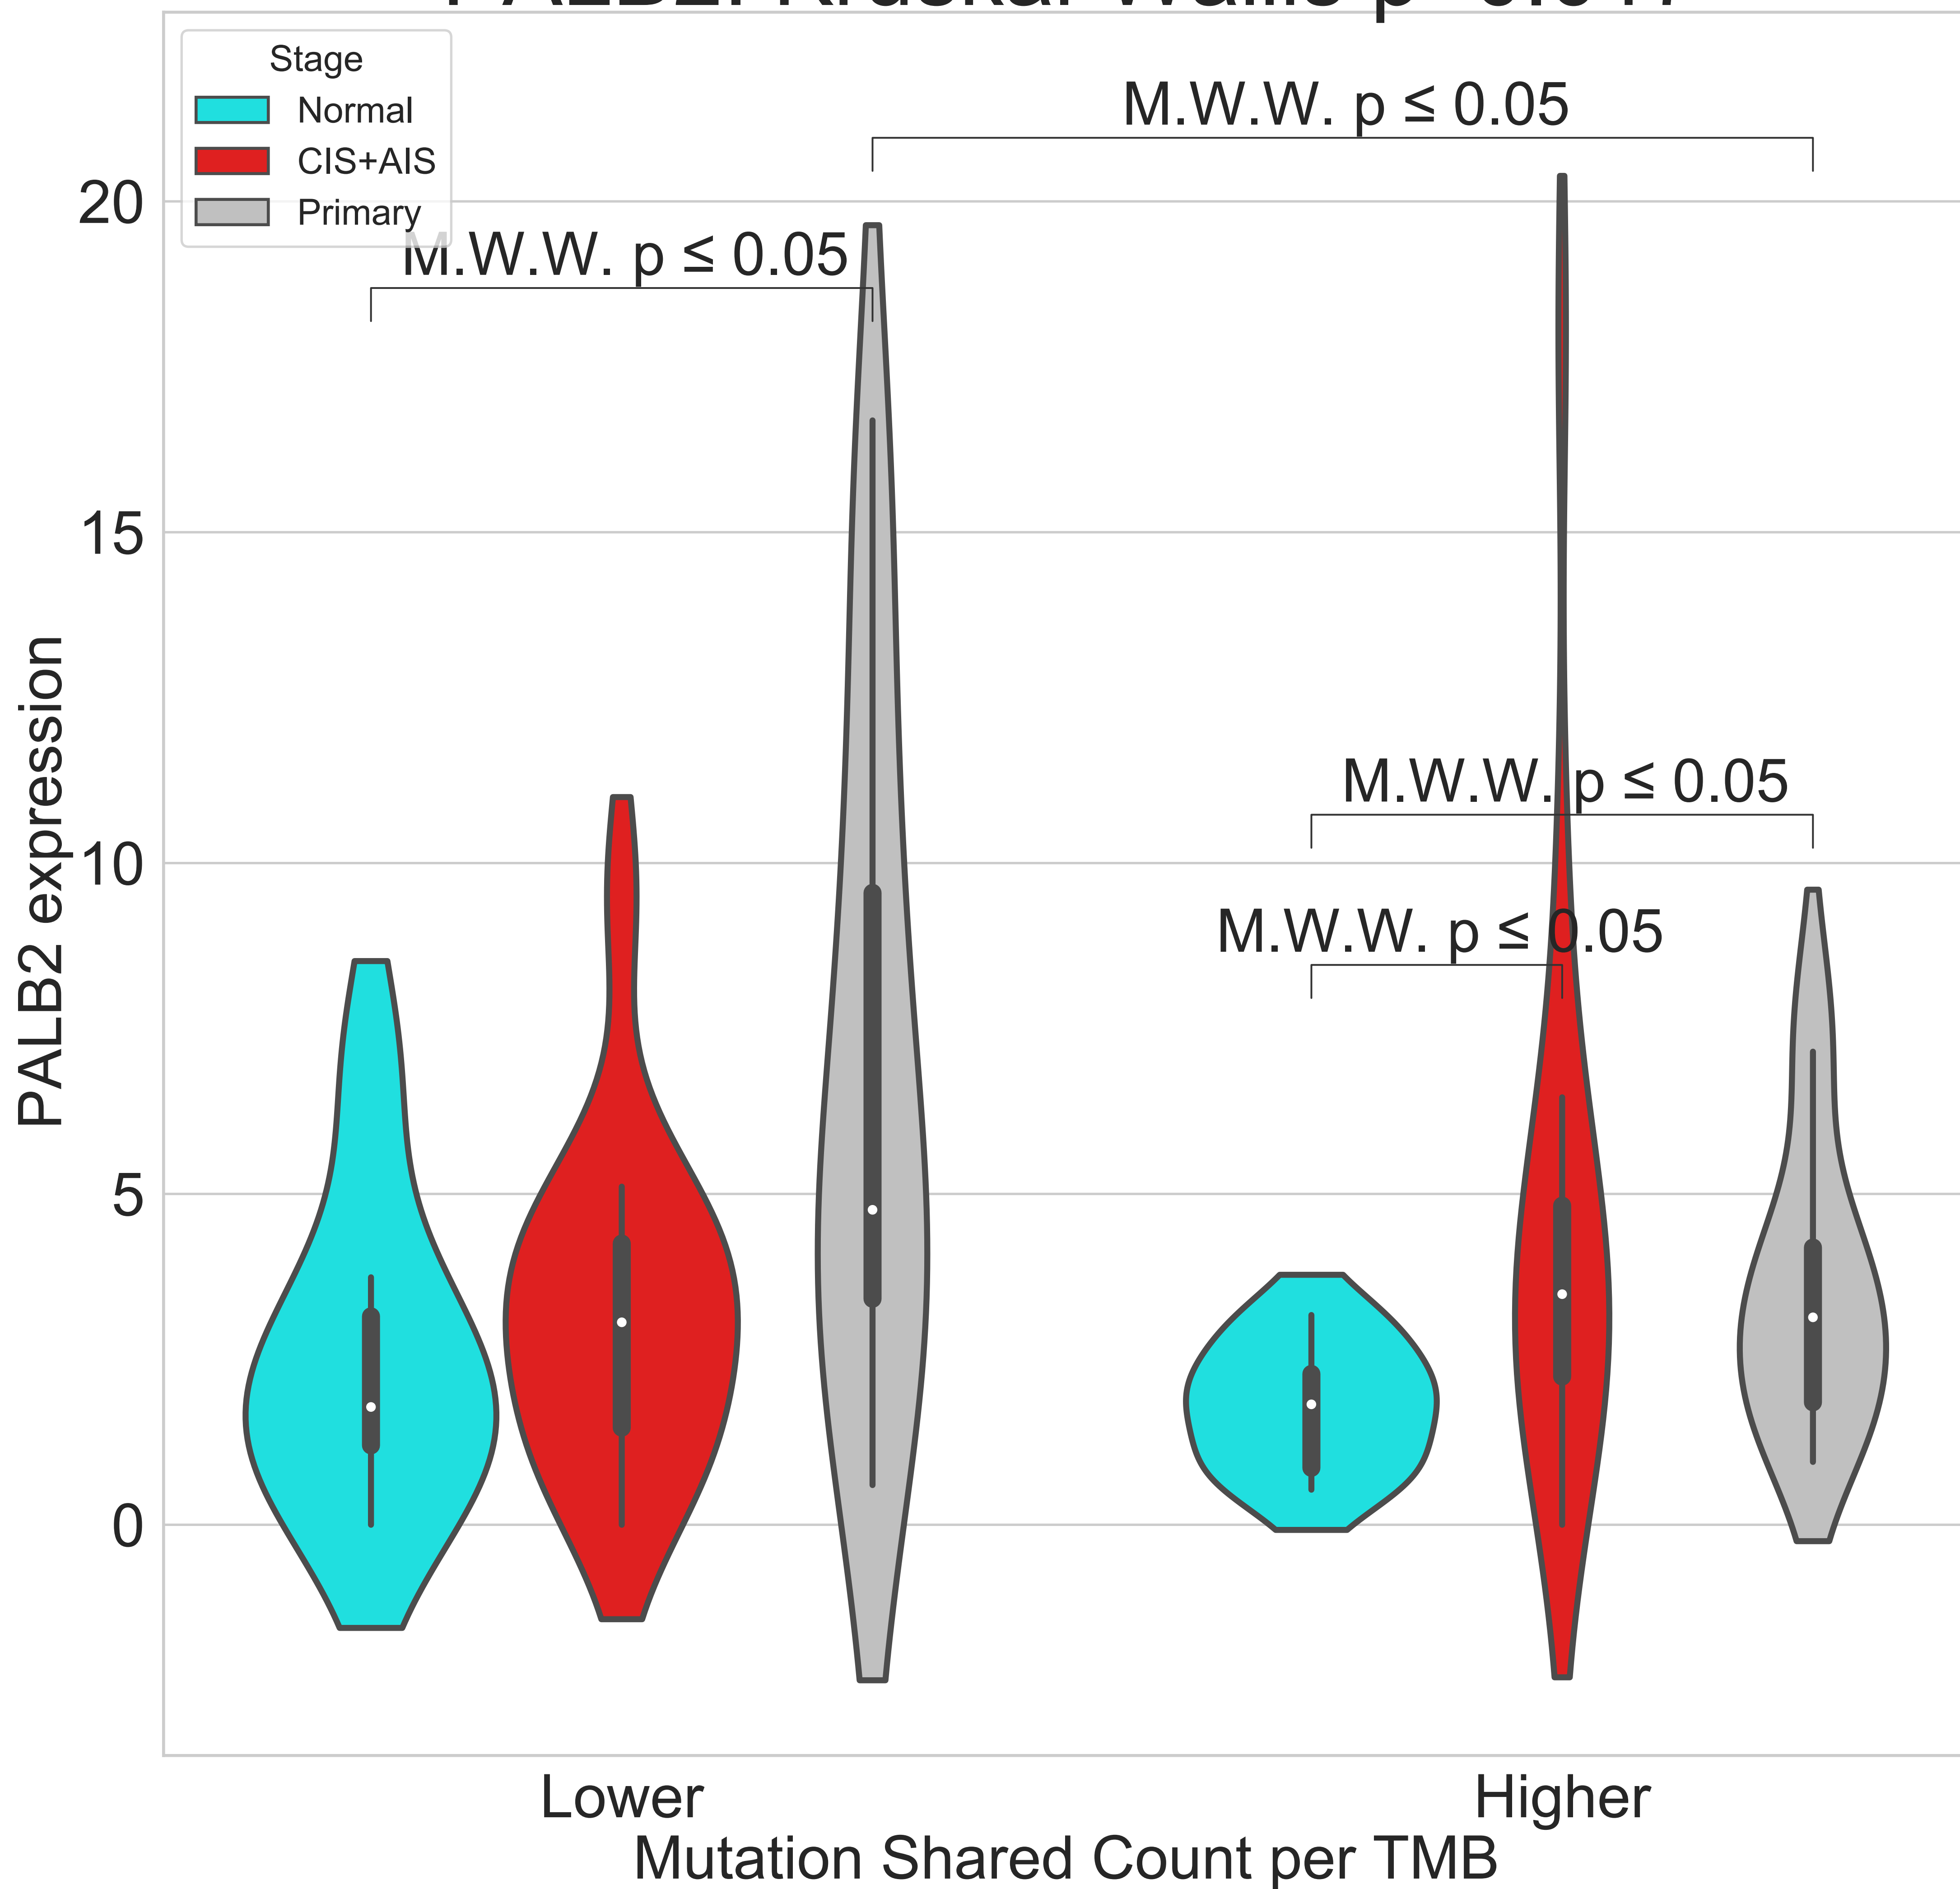 Stage
Normal
CIS+AIS
Primary
M.W.W. p ≤ 0.05
M.W.W. p ≤ 0.05
M.W.W. p ≤ 0.05
M.W.W. p ≤ 0.05
20
15
10
5
0
PALB2 expression
Lower
Higher
Mutation Shared Count per TMB